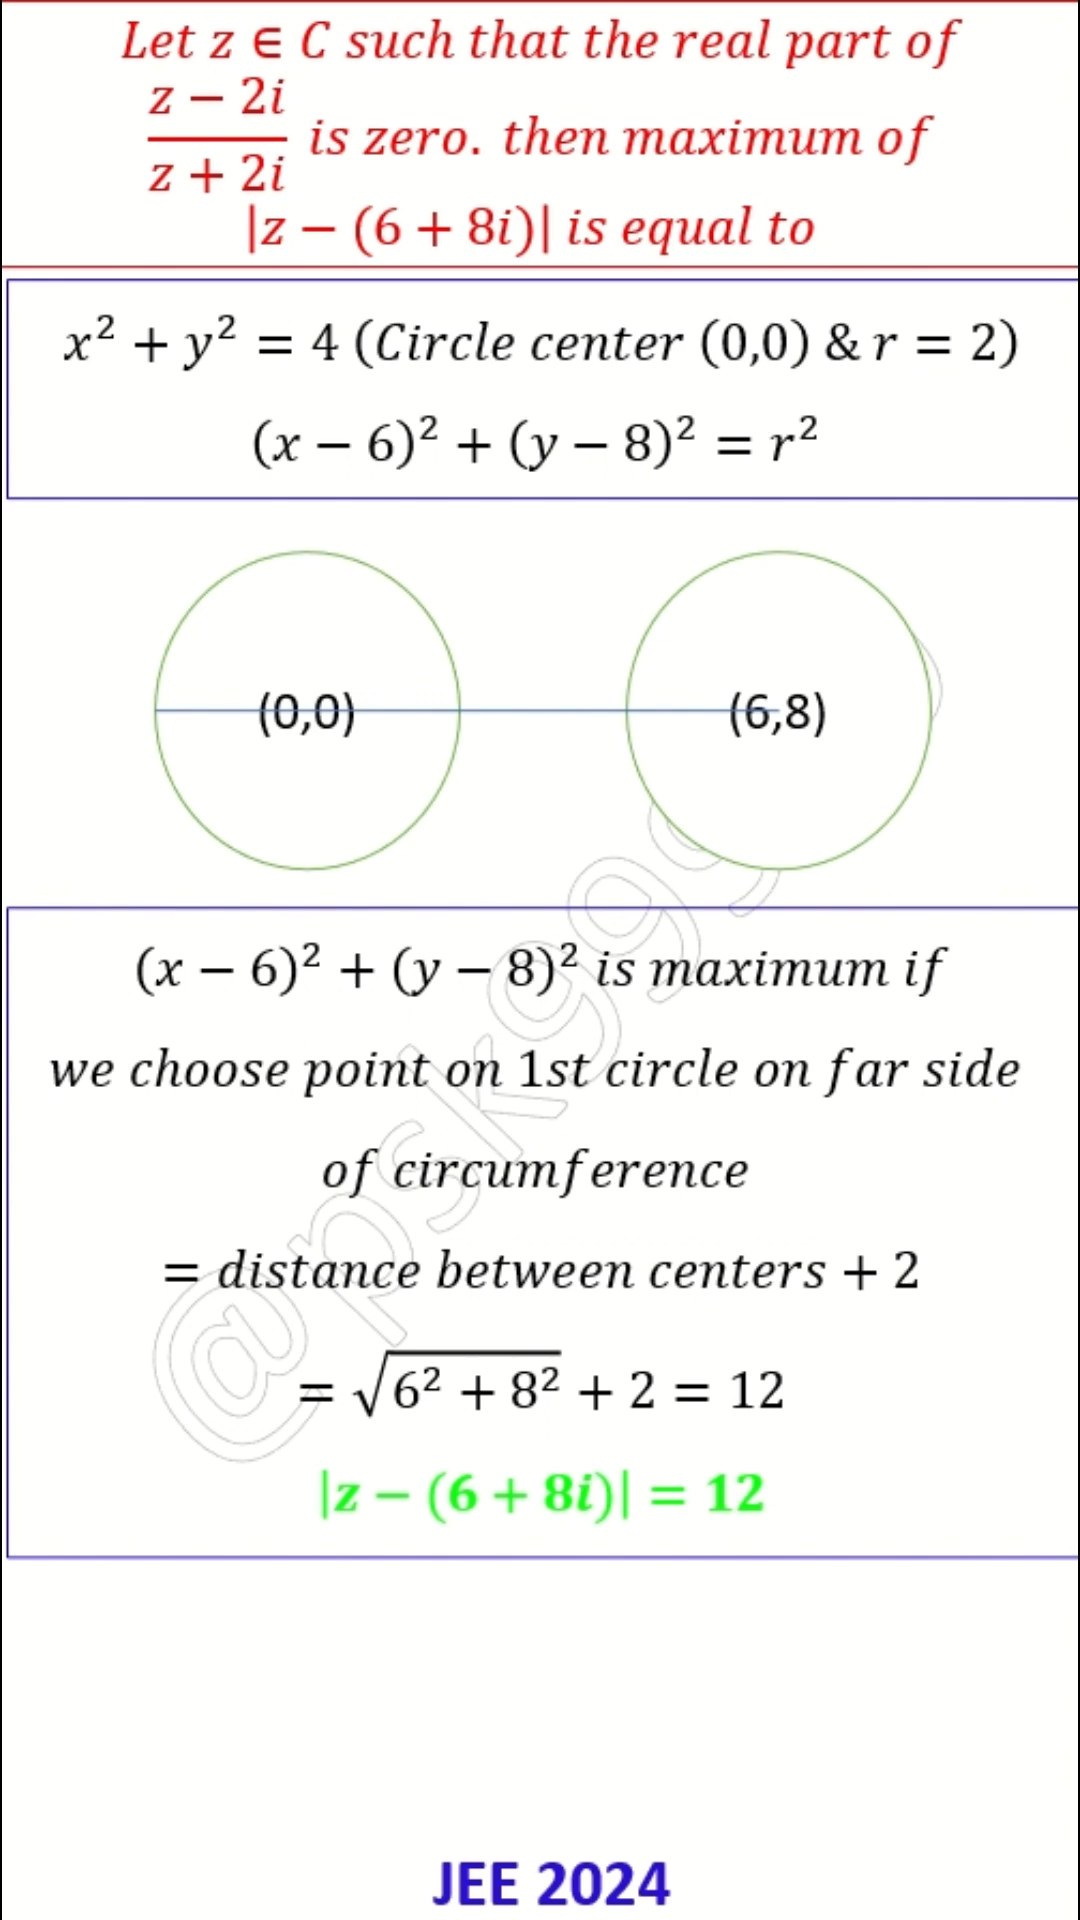 Let z ∈ C such that the real part of
z − 2i
z + 2i
is zero. then maximum of
|z − (6 + 8i)| is equal to
x² + y² = 4 (Circle center (0,0) & r = 2)
(x − 6)² + (y − 8)² = r²
(0,0)
(6,8)
(x − 6)² + (y − 8)² is maximum if
we choose point on 1st circle on far side
of circumference
= distance between centers + 2
= √6² + 8² + 2 = 12
|z − (6 + 8i)| = 12
JEE 2024